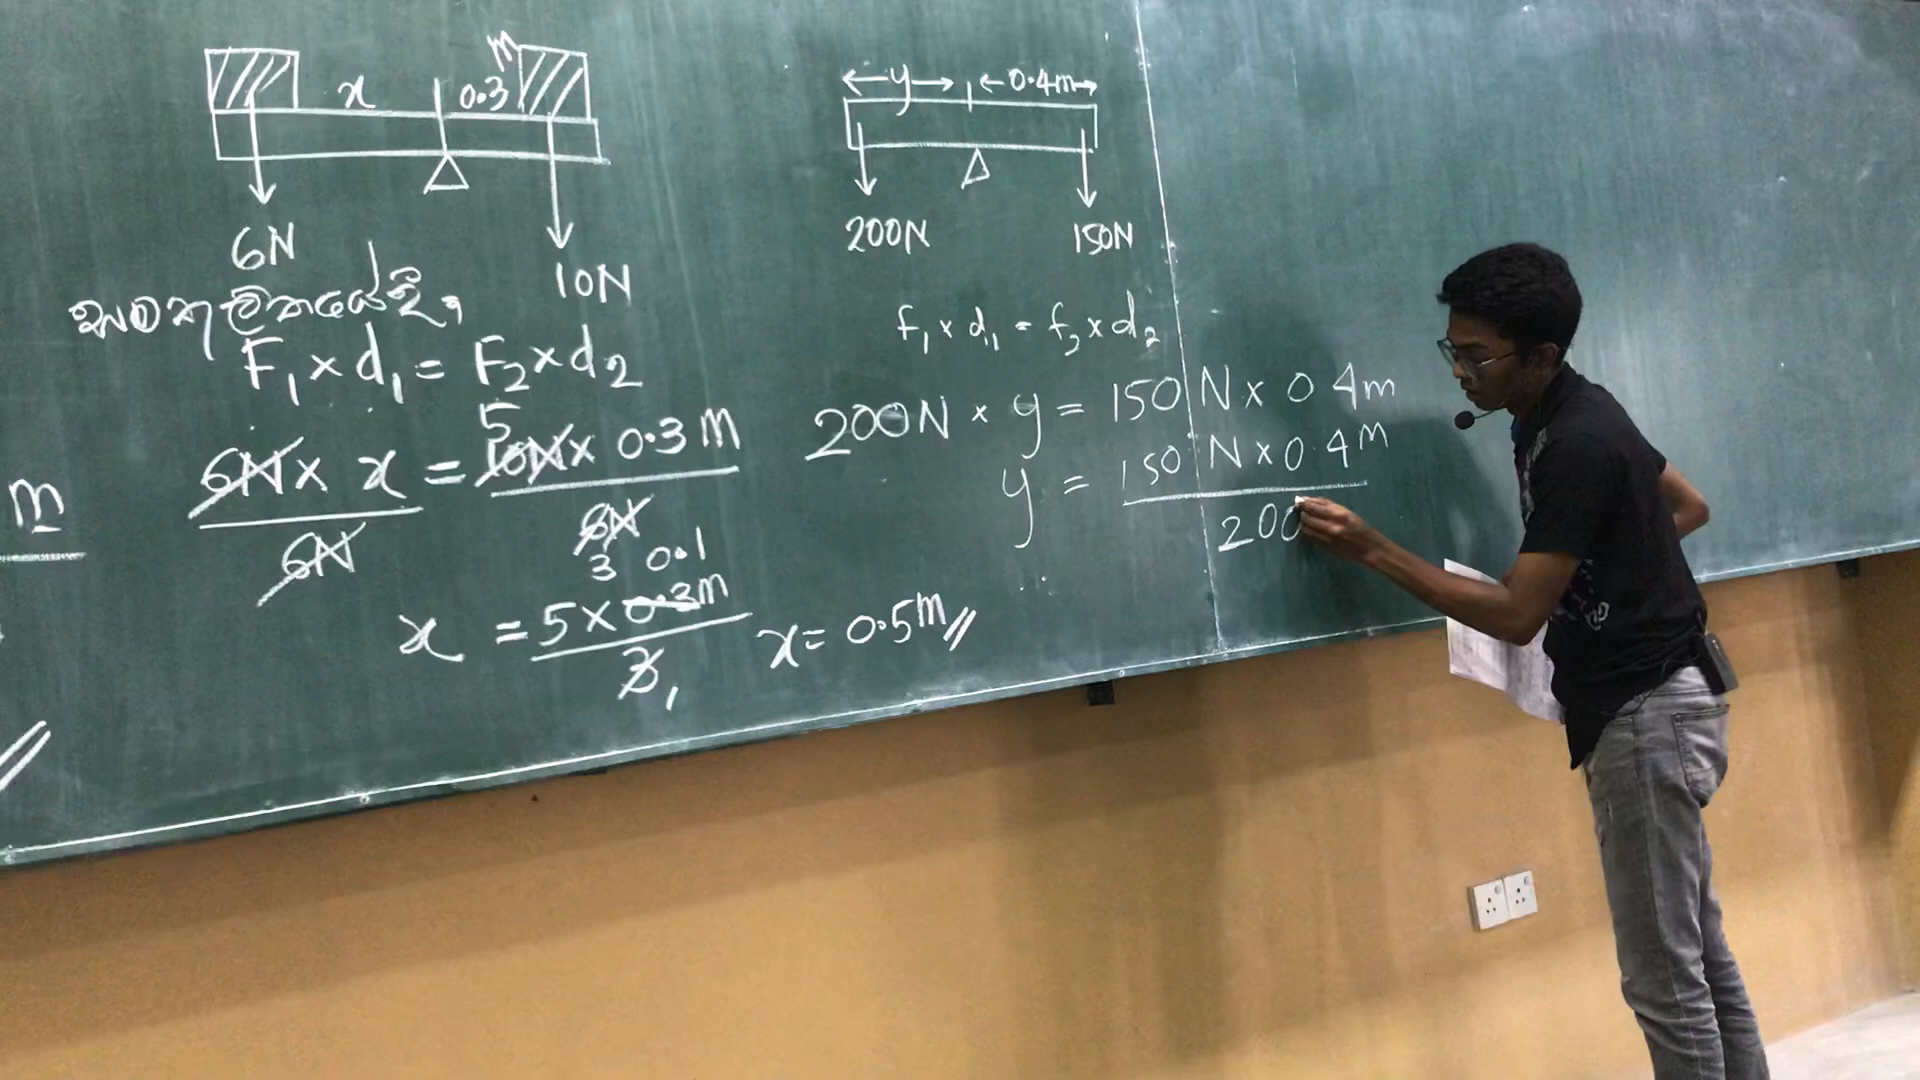 m
x 0.3 m
6N
10N
සමතුලිතයේදී,
F₁ x d₁ = F₂ x d₂
5
6N x x = 10N x 0.3 m
6N 6N
3 0.1
x = 5 x 0.3m
3 1
x = 0.5m //
y 0.4m
200N 150N
f₁ x d₁ = f₂ x d₂
200N x y = 150 N x 0.4m
y = 150 N x 0.4m
200